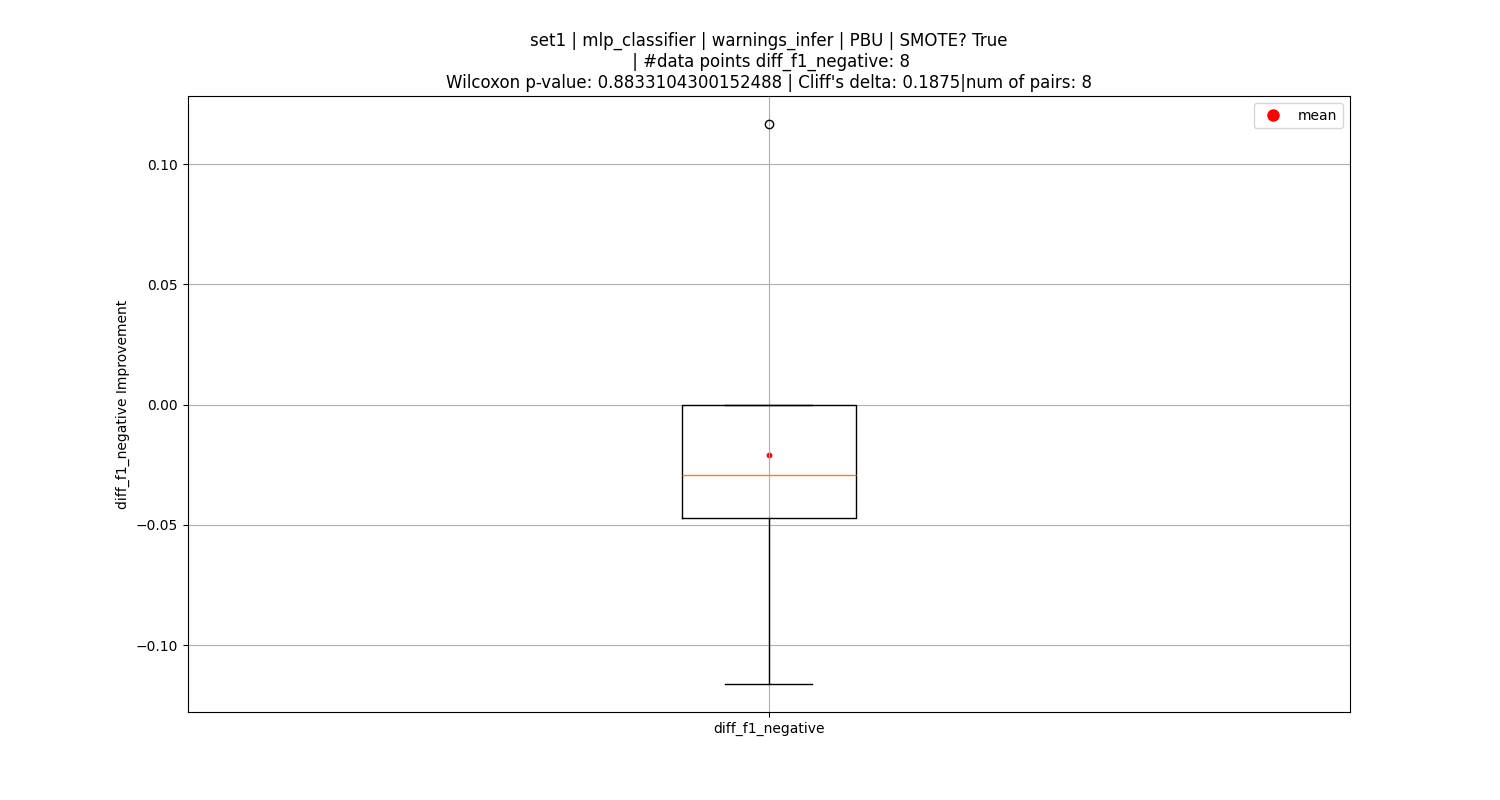 set1 | mlp_classifier | warnings_infer | PBU | SMOTE? True
| #data points diff_f1_negative: 8
Wilcoxon p-value: 0.8833104300152488 | Cliff's delta: 0.1875|num of pairs: 8
mean
0.10
0.05
0.00
−0.05
−0.10
diff_f1_negative Improvement
diff_f1_negative